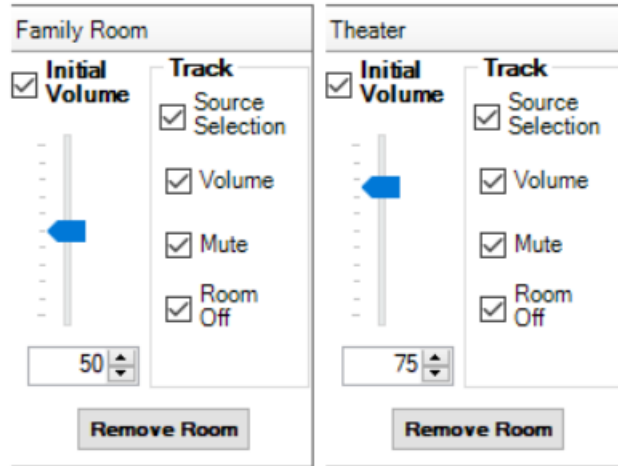 Family Room
Initial
Volume
Track
Source
Selection
Volume
Mute
Room
Off
50
Remove Room
Theater
Initial
Volume
Track
Source
Selection
Volume
Mute
Room
Off
75
Remove Room